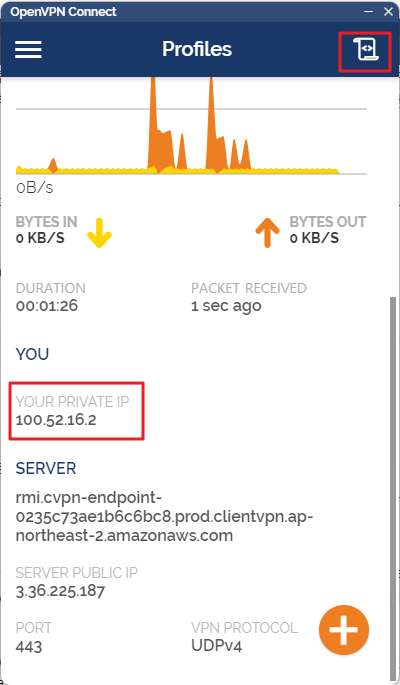 OpenVPN Connect
Profiles
0B/s
BYTES IN
0 KB/S
BYTES OUT
0 KB/S
DURATION
00:01:26
PACKET RECEIVED
1 sec ago
YOU
YOUR PRIVATE IP
100.52.16.2
SERVER
rmi.cvpn-endpoint-
0235c73ae1b6c6bc8.prod.clientvpn.ap-
northeast-2.amazonaws.com
SERVER PUBLIC IP
3.36.225.187
PORT
443
VPN PROTOCOL
UDPv4